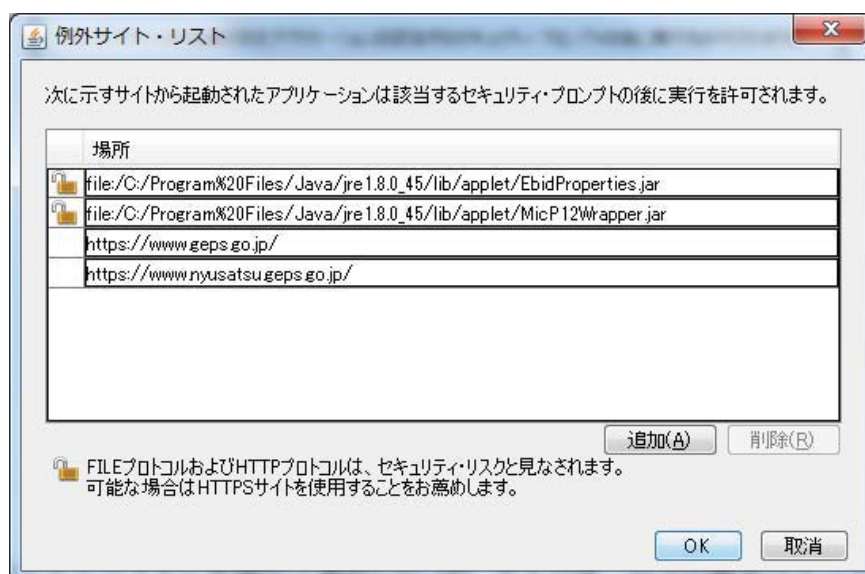 例外サイト・リスト
次に示すサイトから起動されたアプリケーションは該当するセキュリティ・プロンプトの後に実行を許可されます。
場所
file:/C:/Program%20Files/Java/jre1.8.0_45/lib/applet/EbidProperties.jar
file:/C:/Program%20Files/Java/jre1.8.0_45/lib/applet/MicP12Wrapper.jar
https://www.geps.go.jp/
https://www.nyusatsu.geps.go.jp/
追加(A)
削除(R)
FILEプロトコルおよびHTTPプロトコルは、セキュリティ・リスクと見なされます。
可能な場合はHTTPSサイトを使用することをお薦めします。
OK
取消